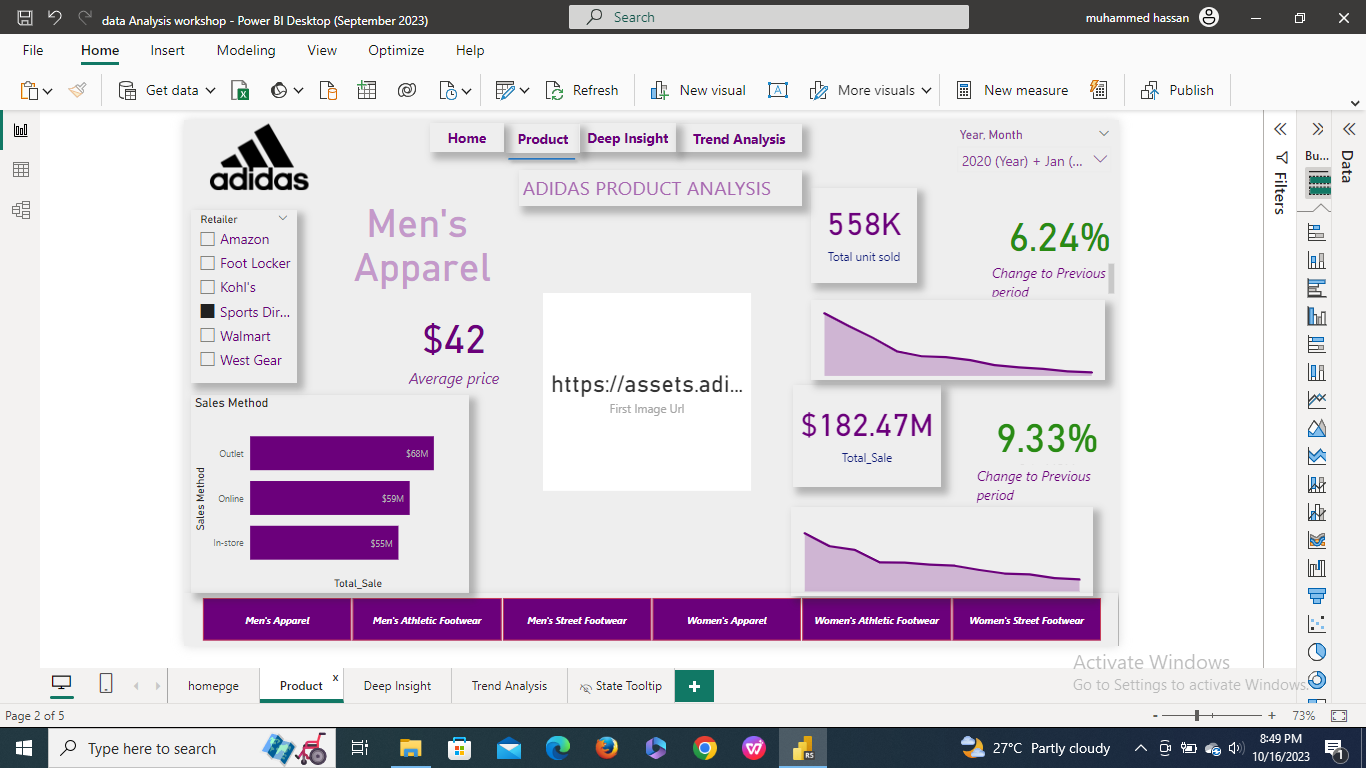 data Analysis workshop - Power BI Desktop (September 2023)
Search
muhammed hassan
File
Home
Insert
Modeling
View
Optimize
Help
Get data
Refresh
New visual
More visuals
New measure
Publish
adidas
Home
Product
Deep Insight
Trend Analysis
Year, Month
2020 (Year) + Jan (...
ADIDAS PRODUCT ANALYSIS
Retailer
Amazon
Foot Locker
Kohl's
Sports Dir...
Walmart
West Gear
Men's
Apparel
$42
Average price
https://assets.adi...
First Image Url
558K
Total unit sold
6.24%
Change to Previous
period
$182.47M
Total_Sale
9.33%
Change to Previous
period
Sales Method
Sales Method
Outlet
$68M
Online
$59M
In-store
$55M
Total_Sale
Men's Apparel
Men's Athletic Footwear
Men's Street Footwear
Women's Apparel
Women's Athletic Footwear
Women's Street Footwear
Filters
Bu...
Data
Activate Windows
Go to Settings to activate Windows.
homepge
Product
x
Deep Insight
Trend Analysis
State Tooltip
+
Page 2 of 5
- + 73%
Type here to search
RS
27°C Partly cloudy
8:49 PM
10/16/2023
1